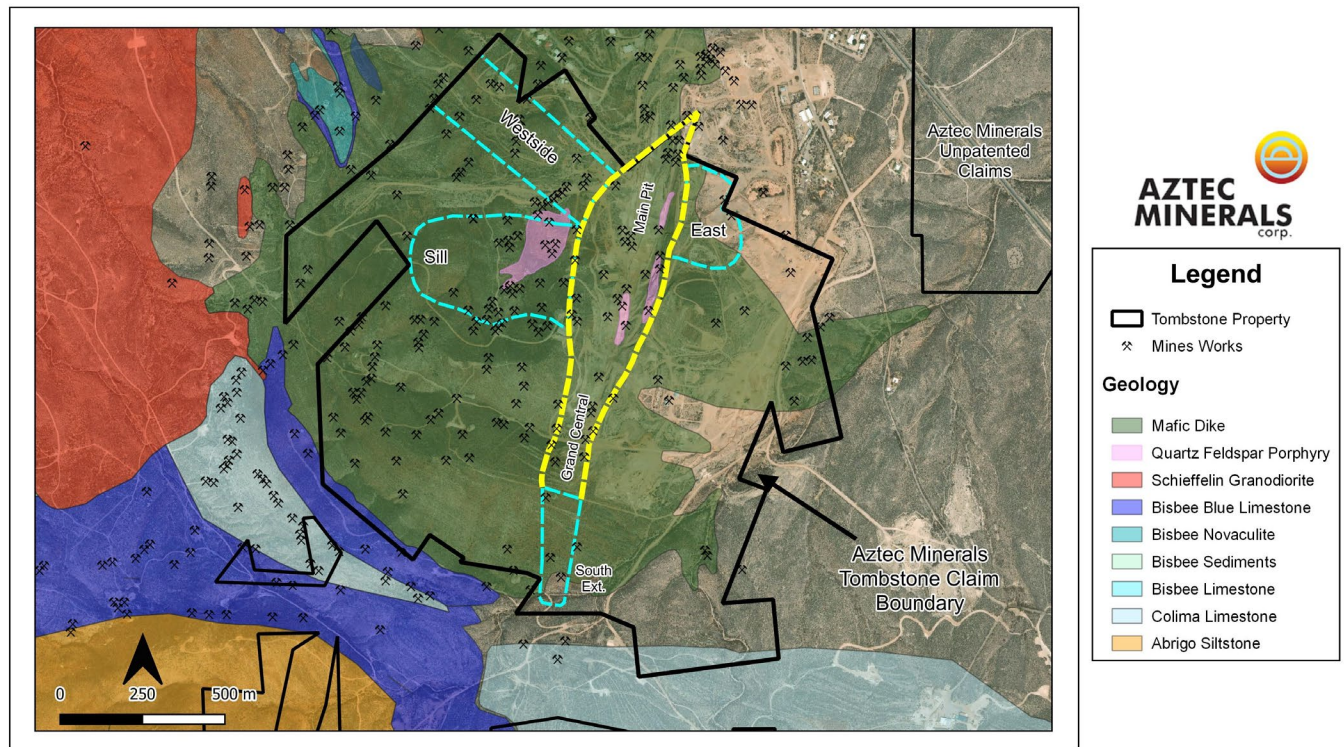 Westside
Aztec Minerals
Unpatented
Claims
Main Pit
East
Sill
Grand Central
South
Ext.
Aztec Minerals
Tombstone Claim
Boundary
0 250 500 m
AZTEC
MINERALS
corp.
Legend
Tombstone Property
Mines Works
Geology
Mafic Dike
Quartz Feldspar Porphyry
Schieffelin Granodiorite
Bisbee Blue Limestone
Bisbee Novaculite
Bisbee Sediments
Bisbee Limestone
Colima Limestone
Abrigo Siltstone